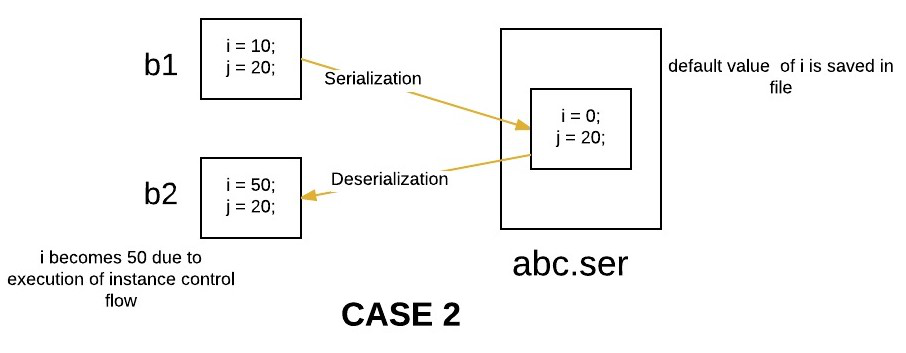 b1
i = 10;
j = 20;
Serialization
i = 0;
j = 20;
default value of i is saved in
file
b2
i = 50;
j = 20;
Deserialization
i becomes 50 due to
execution of instance control
flow
abc.ser
CASE 2